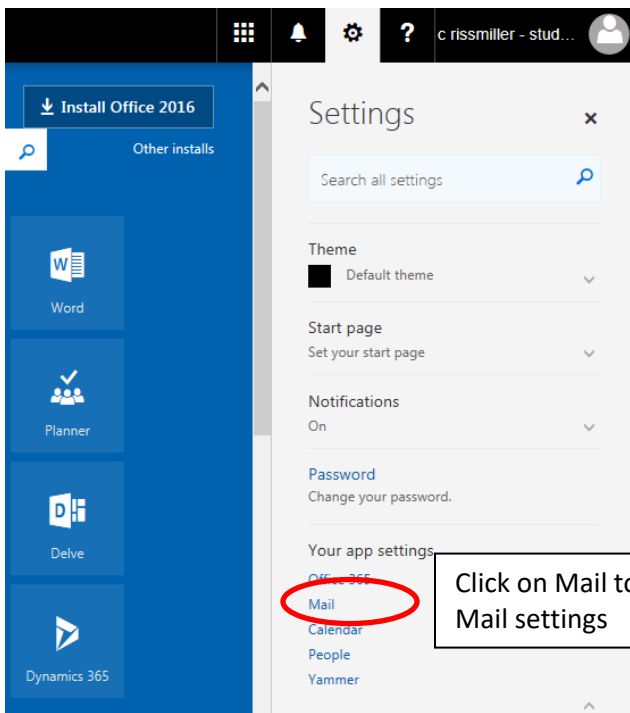 ? c rissmiller - stud...
Install Office 2016
Other installs
Word
Planner
D
Delve
Dynamics 365
Settings
×
Search all settings
Theme
Default theme
Start page
Set your start page
Notifications
On
Password
Change your password.
Your app settings
Office 365
Mail
Calendar
People
Yammer
Click on Mail to
Mail settings